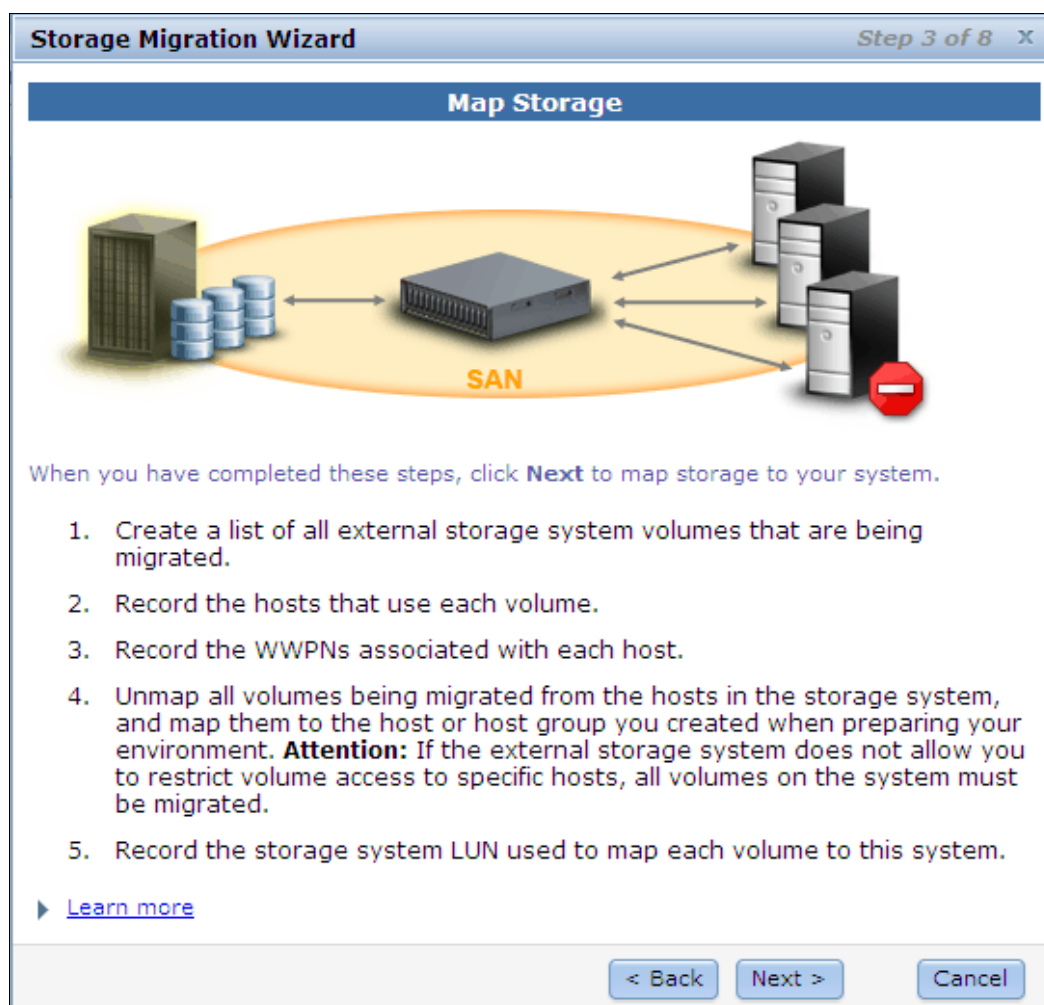 Storage Migration Wizard
Step 3 of 8 x
Map Storage
SAN
When you have completed these steps, click Next to map storage to your system.
1. Create a list of all external storage system volumes that are being
migrated.
2. Record the hosts that use each volume.
3. Record the WWPNs associated with each host.
4. Unmap all volumes being migrated from the hosts in the storage system,
and map them to the host or host group you created when preparing your
environment. Attention: If the external storage system does not allow you
to restrict volume access to specific hosts, all volumes on the system must
be migrated.
5. Record the storage system LUN used to map each volume to this system.
Learn more
< Back
Next >
Cancel